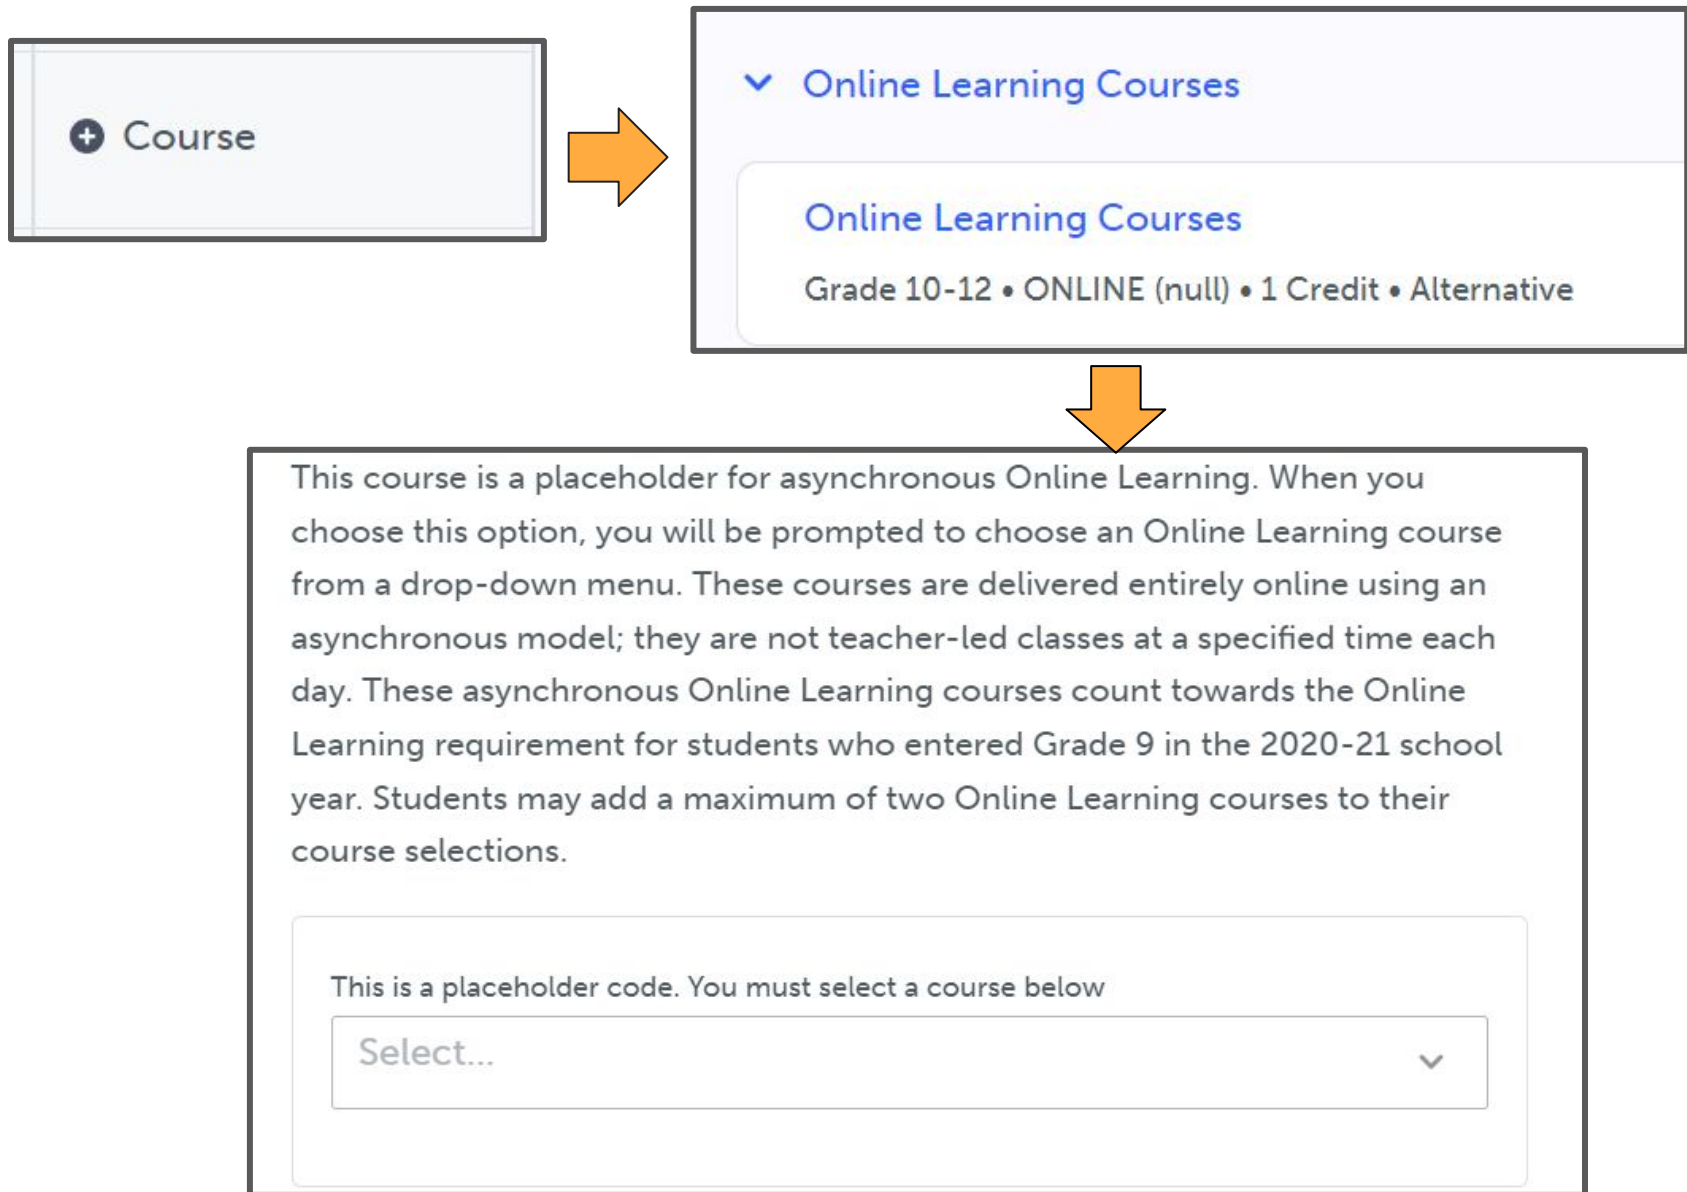 Course
Online Learning Courses
Online Learning Courses
Grade 10-12 • ONLINE (null) • 1 Credit • Alternative
This course is a placeholder for asynchronous Online Learning. When you
choose this option, you will be prompted to choose an Online Learning course
from a drop-down menu. These courses are delivered entirely online using an
asynchronous model; they are not teacher-led classes at a specified time each
day. These asynchronous Online Learning courses count towards the Online
Learning requirement for students who entered Grade 9 in the 2020-21 school
year. Students may add a maximum of two Online Learning courses to their
course selections.
This is a placeholder code. You must select a course below
Select...